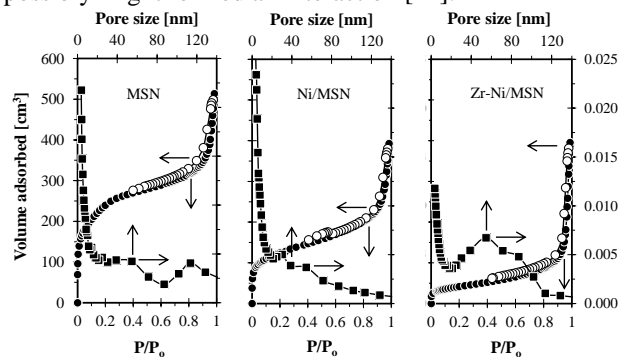 Pore size [nm] Pore size [nm] Pore size [nm]
0 40 80 120 0 40 80 120 0 40 80 120
MSN Ni/MSN Zr-Ni/MSN
Volume adsorbed [cm³]
600
500
400
300
200
100
0
0.025
0.020
0.015
0.010
0.005
0.000
0 0.2 0.4 0.6 0.8 1 0 0.2 0.4 0.6 0.8 1 0.0 0.2 0.4 0.6 0.8 1
P/Pₒ P/Pₒ P/Pₒ